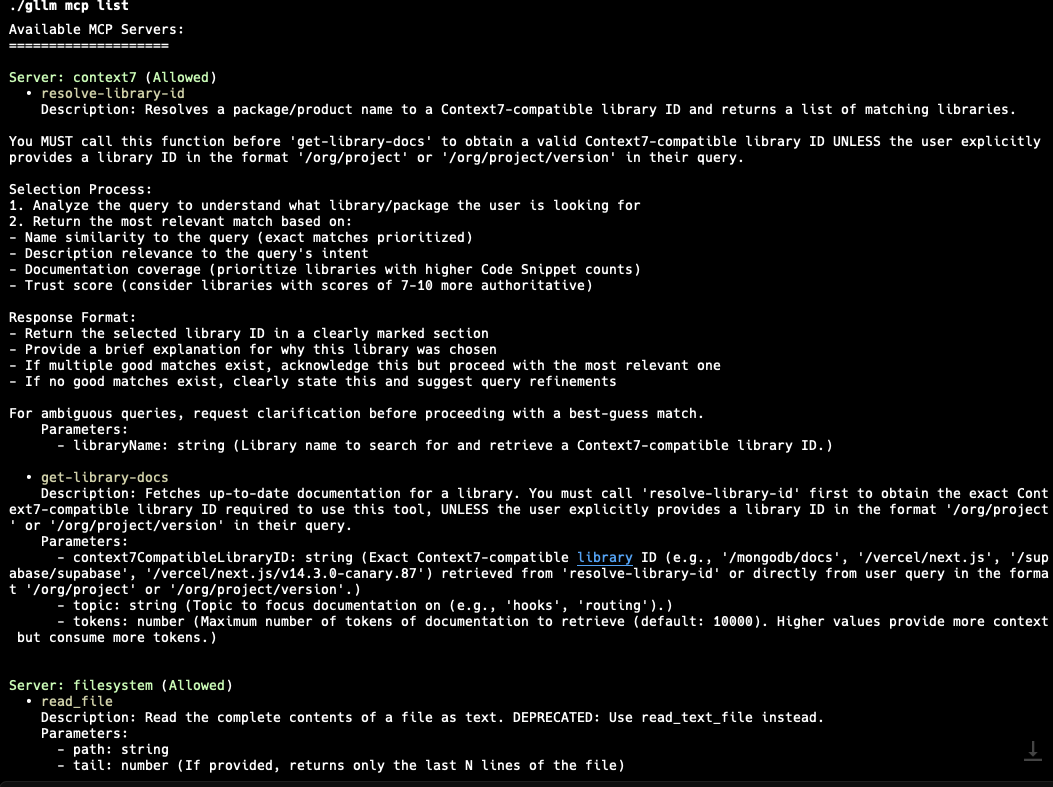 ./gllm mcp list
Available MCP Servers:
====================
Server: context7 (Allowed)
• resolve-library-id
Description: Resolves a package/product name to a Context7-compatible library ID and returns a list of matching libraries.
You MUST call this function before 'get-library-docs' to obtain a valid Context7-compatible library ID UNLESS the user explicitly
provides a library ID in the format '/org/project' or '/org/project/version' in their query.
Selection Process:
1. Analyze the query to understand what library/package the user is looking for
2. Return the most relevant match based on:
- Name similarity to the query (exact matches prioritized)
- Description relevance to the query's intent
- Documentation coverage (prioritize libraries with higher Code Snippet counts)
- Trust score (consider libraries with scores of 7-10 more authoritative)
Response Format:
- Return the selected library ID in a clearly marked section
- Provide a brief explanation for why this library was chosen
- If multiple good matches exist, acknowledge this but proceed with the most relevant one
- If no good matches exist, clearly state this and suggest query refinements
For ambiguous queries, request clarification before proceeding with a best-guess match.
Parameters:
- libraryName: string (Library name to search for and retrieve a Context7-compatible library ID.)
• get-library-docs
Description: Fetches up-to-date documentation for a library. You must call 'resolve-library-id' first to obtain the exact Cont
ext7-compatible library ID required to use this tool, UNLESS the user explicitly provides a library ID in the format '/org/project
' or '/org/project/version' in their query.
Parameters:
- context7CompatibleLibraryID: string (Exact Context7-compatible library ID (e.g., '/mongodb/docs', '/vercel/next.js', '/sup
abase/supabase', '/vercel/next.js/v14.3.0-canary.87') retrieved from 'resolve-library-id' or directly from user query in the forma
t '/org/project' or '/org/project/version'.)
- topic: string (Topic to focus documentation on (e.g., 'hooks', 'routing').)
- tokens: number (Maximum number of tokens of documentation to retrieve (default: 10000). Higher values provide more context
but consume more tokens.)
Server: filesystem (Allowed)
• read_file
Description: Read the complete contents of a file as text. DEPRECATED: Use read_text_file instead.
Parameters:
- path: string
- tail: number (If provided, returns only the last N lines of the file)